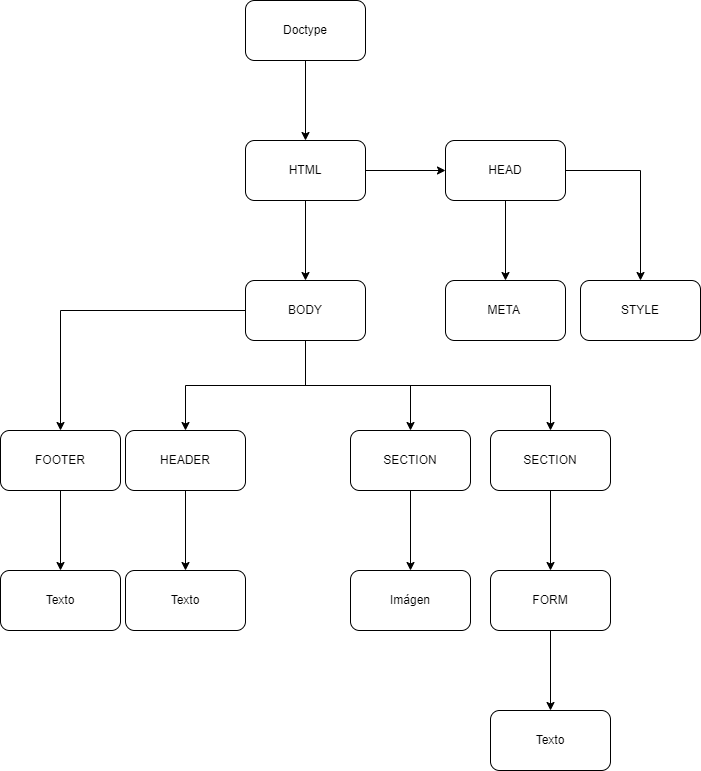 Doctype
HTML
HEAD
BODY
META
STYLE
FOOTER
HEADER
SECTION
SECTION
Texto
Texto
Imágen
FORM
Texto